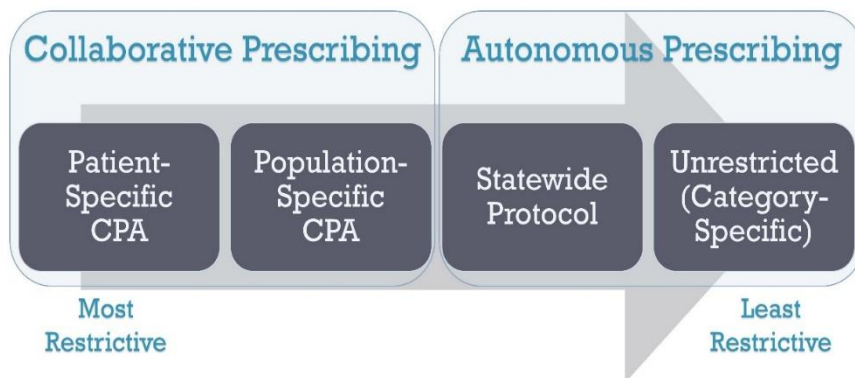 Collaborative Prescribing
Autonomous Prescribing
Patient-
Specific
CPA
Population-
Specific
CPA
Statewide
Protocol
Unrestricted
(Category-
Specific)
Most
Restrictive
Least
Restrictive